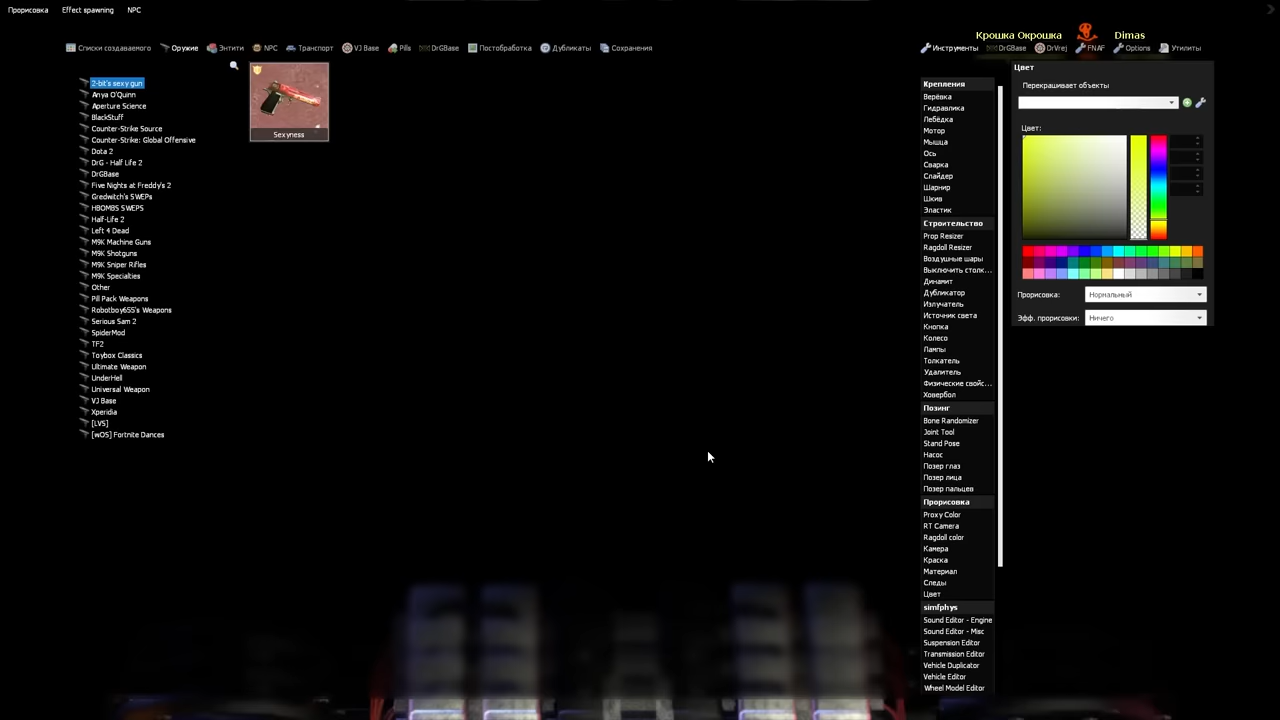 Прорисовка Effect spawning NPC
Крошка Окрошка Dimas
Списки создаваемого Оружие Энтити NPC Транспорт VJ Base Pills DrGBase Постобработка Дубликаты Сохранения
Инструменты DrGBase DrVrej FNAF Options Утилиты
2-bit's sexy gun
Anya O'Quinn
Aperture Science
BlackStuff
Counter-Strike Source
Counter-Strike: Global Offensive
Dota 2
DrG - Half Life 2
DrGBase
Five Nights at Freddy's 2
Gredwitch's SWEPs
HBOMBS SWEPS
Half-Life 2
Left 4 Dead
M9K Machine Guns
M9K Shotguns
M9K Sniper Rifles
M9K Specialties
Other
Pill Pack Weapons
Robotboy655's Weapons
Serious Sam 2
SpiderMod
TF2
Toybox Classics
Ultimate Weapon
UnderHell
Universal Weapon
VJ Base
Xperidia
[LVS]
[wOS] Fortnite Dances
Sexyness
Крепления
Верёвка
Гидравлика
Лебёдка
Мотор
Мышца
Ось
Сварка
Слайдер
Шарнир
Шкив
Эластик
Строительство
Prop Resizer
Ragdoll Resizer
Воздушные шары
Выключить столк...
Динамит
Дубликатор
Излучатель
Источник света
Кнопка
Колесо
Лампы
Толкатель
Удалитель
Физические свойс...
Ховербол
Позинг
Bone Randomizer
Joint Tool
Stand Pose
Насос
Позер глаз
Позер лица
Позер пальцев
Прорисовка
Proxy Color
RT Camera
Ragdoll color
Камера
Краска
Материал
Следы
Цвет
simfphys
Sound Editor - Engine
Sound Editor - Misc
Suspension Editor
Transmission Editor
Vehicle Duplicator
Vehicle Editor
Wheel Model Editor
Цвет
Перекрашивает объекты
Цвет:
Прорисовка: Нормальный
Эфф. прорисовки: Ничего